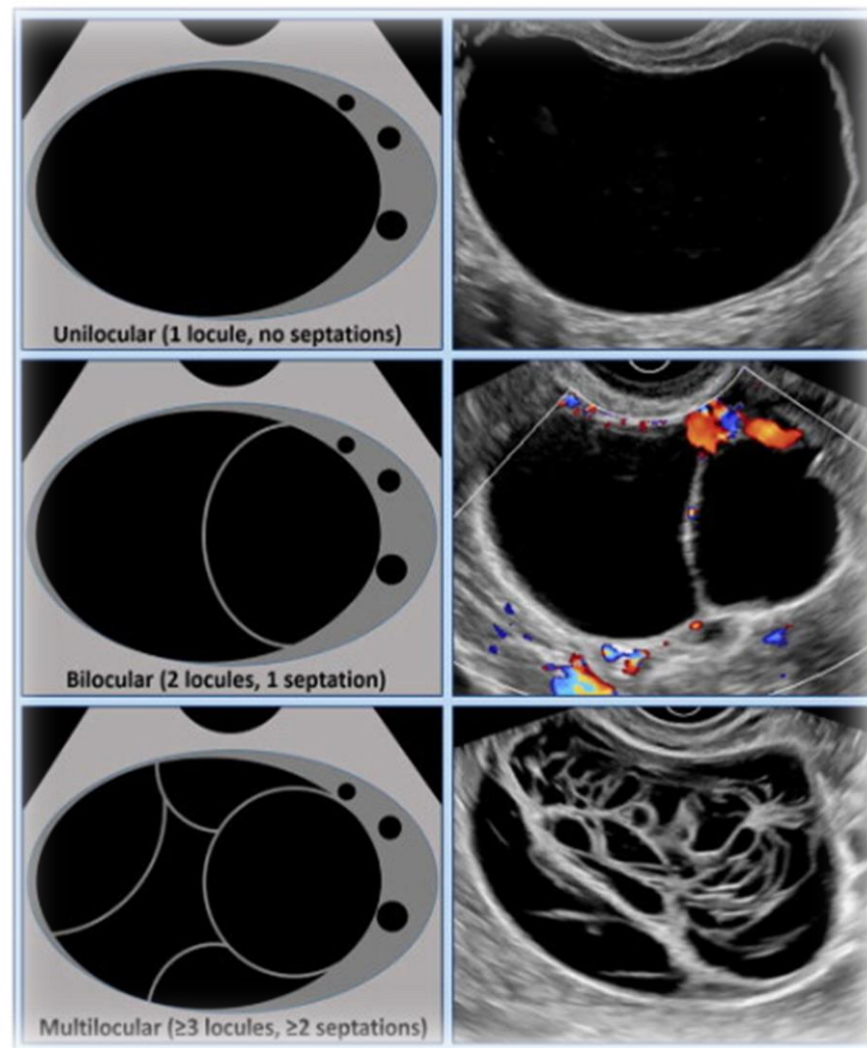 Unilocular (1 locule, no septations)
Bilocular (2 locules, 1 septation)
Multilocular (≥3 locules, ≥2 septations)